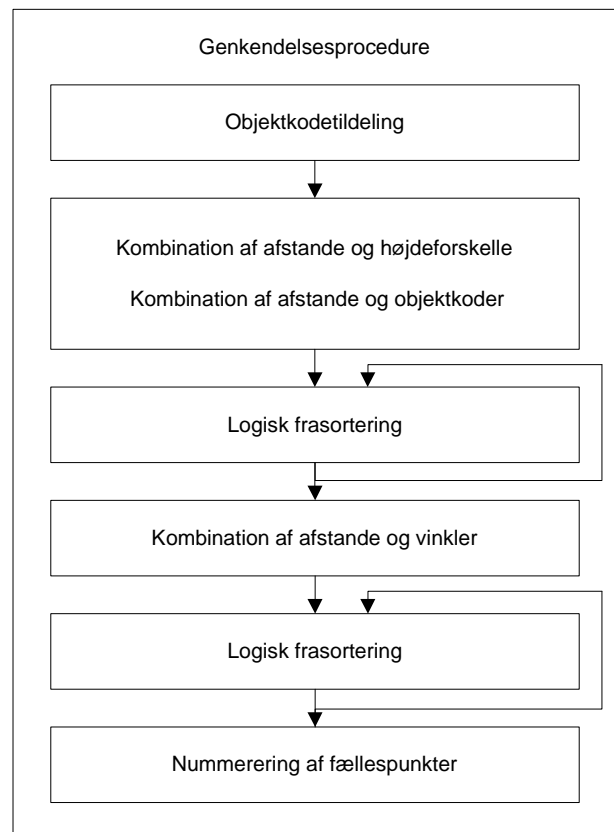 Genkendelsesprocedure
Objektkodetildeling
Kombination af afstande og højdeforskelle
Kombination af afstande og objektkoder
Logisk frasortering
Kombination af afstande og vinkler
Logisk frasortering
Nummerering af fællespunkter